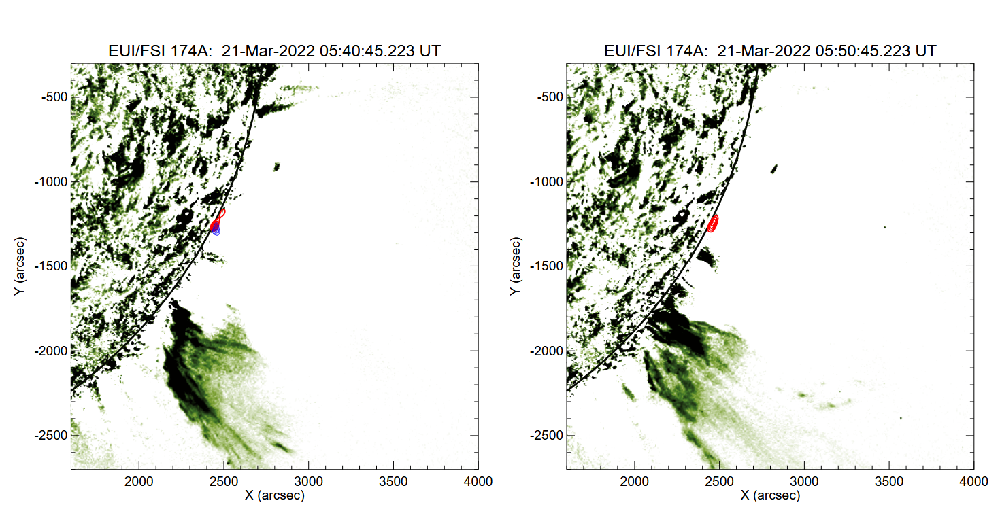 EUI/FSI 174A:  21-Mar-2022 05:40:45.223 UT
-500
-1000
-1500
-2000
-2500
Y (arcsec)
2000 2500 3000 3500 4000
X (arcsec)
EUI/FSI 174A:  21-Mar-2022 05:50:45.223 UT
-500
-1000
-1500
-2000
-2500
Y (arcsec)
2000 2500 3000 3500 4000
X (arcsec)